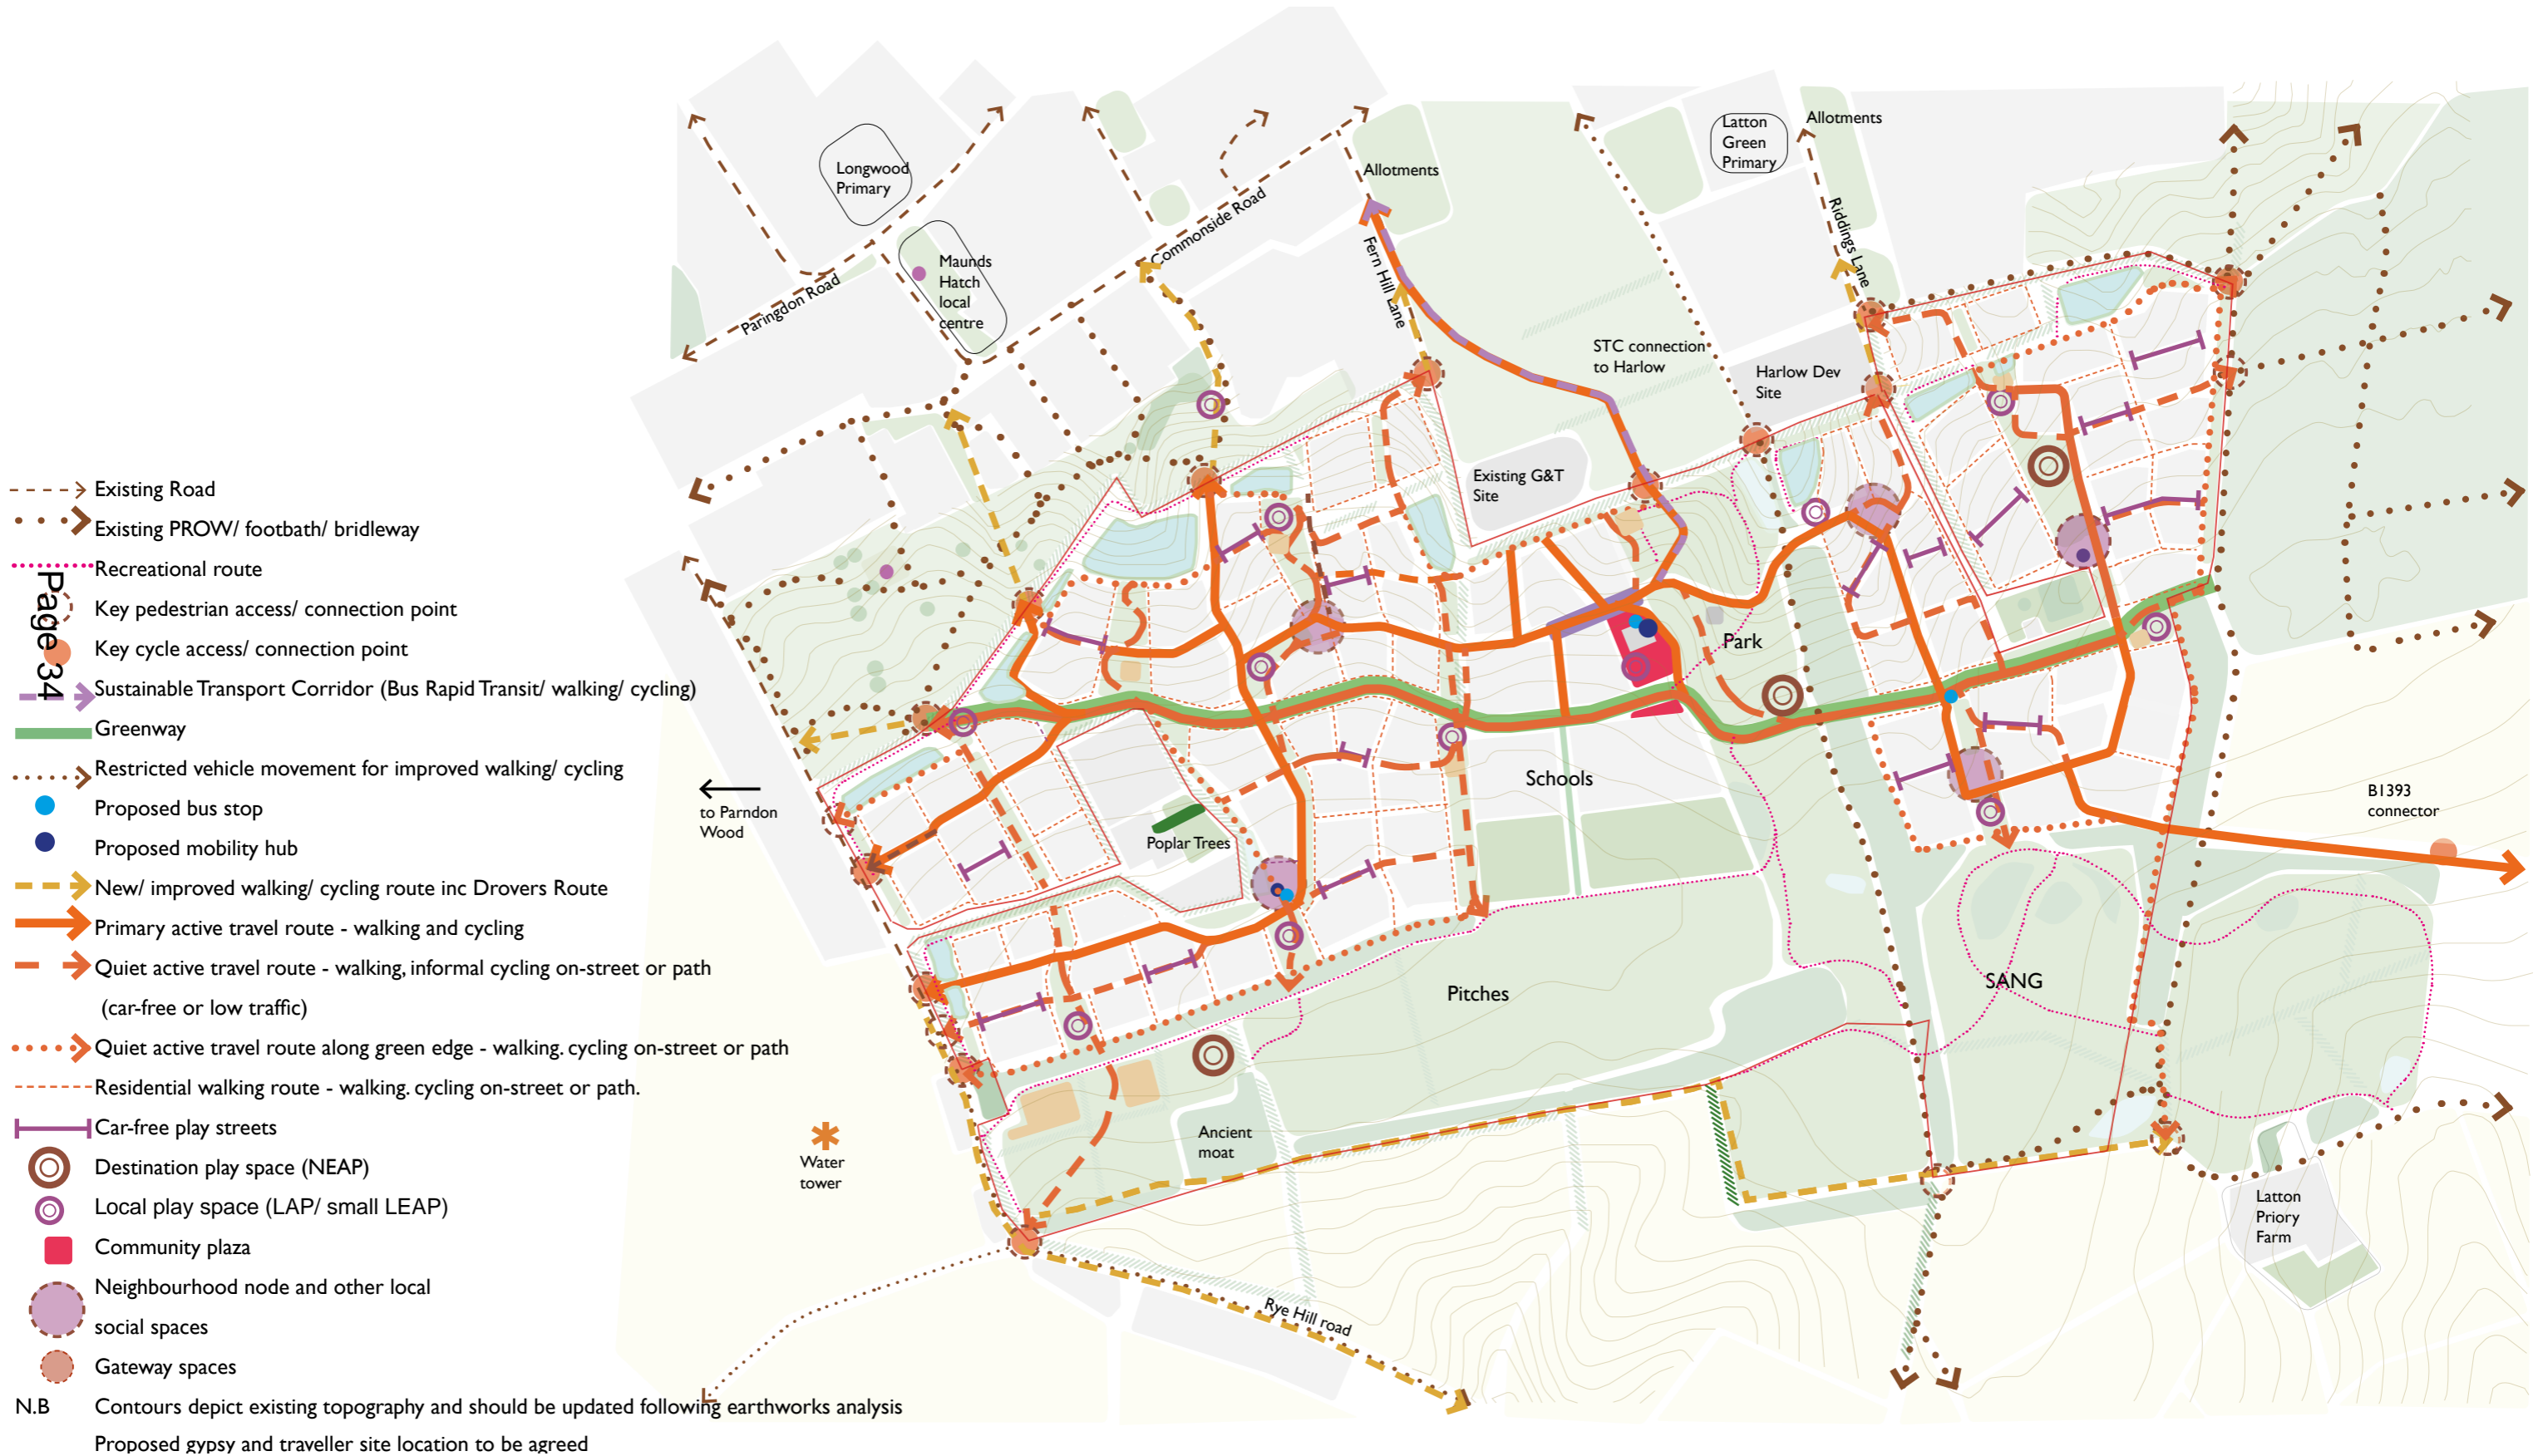 Existing Road
Existing PROW/ footbath/ bridleway
Recreational route
Key pedestrian access/ connection point
Key cycle access/ connection point
Sustainable Transport Corridor (Bus Rapid Transit/ walking/ cycling)
Greenway
Restricted vehicle movement for improved walking/ cycling
Proposed bus stop
Proposed mobility hub
New/ improved walking/ cycling route inc Drovers Route
Primary active travel route - walking and cycling
Quiet active travel route - walking, informal cycling on-street or path
(car-free or low traffic)
Quiet active travel route along green edge - walking. cycling on-street or path
Residential walking route - walking. cycling on-street or path.
Car-free play streets
Destination play space (NEAP)
Local play space (LAP/ small LEAP)
Community plaza
Neighbourhood node and other local
social spaces
Gateway spaces
N.B
Contours depict existing topography and should be updated following earthworks analysis
Proposed gypsy and traveller site location to be agreed
Page 34
Longwood
Primary
Maunds
Hatch
local
centre
Paringdon Road
Commonside Road
Allotments
Fern Hill Lane
Latton
Green
Primary
Allotments
Riddings Lane
STC connection
to Harlow
Harlow Dev
Site
Existing G&T
Site
Park
Schools
to Parndon
Wood
Poplar Trees
B1393
connector
Pitches
SANG
Ancient
moat
Water
tower
Latton
Priory
Farm
Rye Hill road